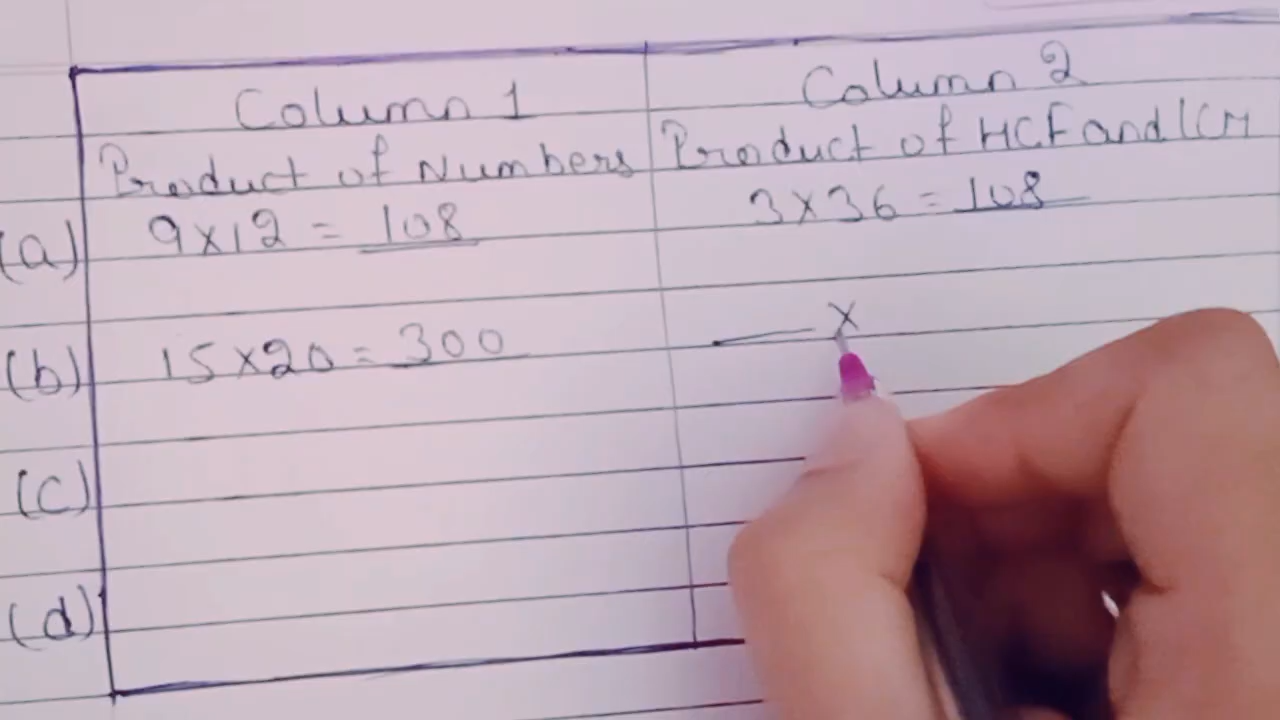 Column 1 Column 2
Product of Numbers Product of HCF and LCM
(a) 9 x 12 = 108 3 x 36 = 108
(b) 15 x 20 = 300 ___ x
(c)
(d)